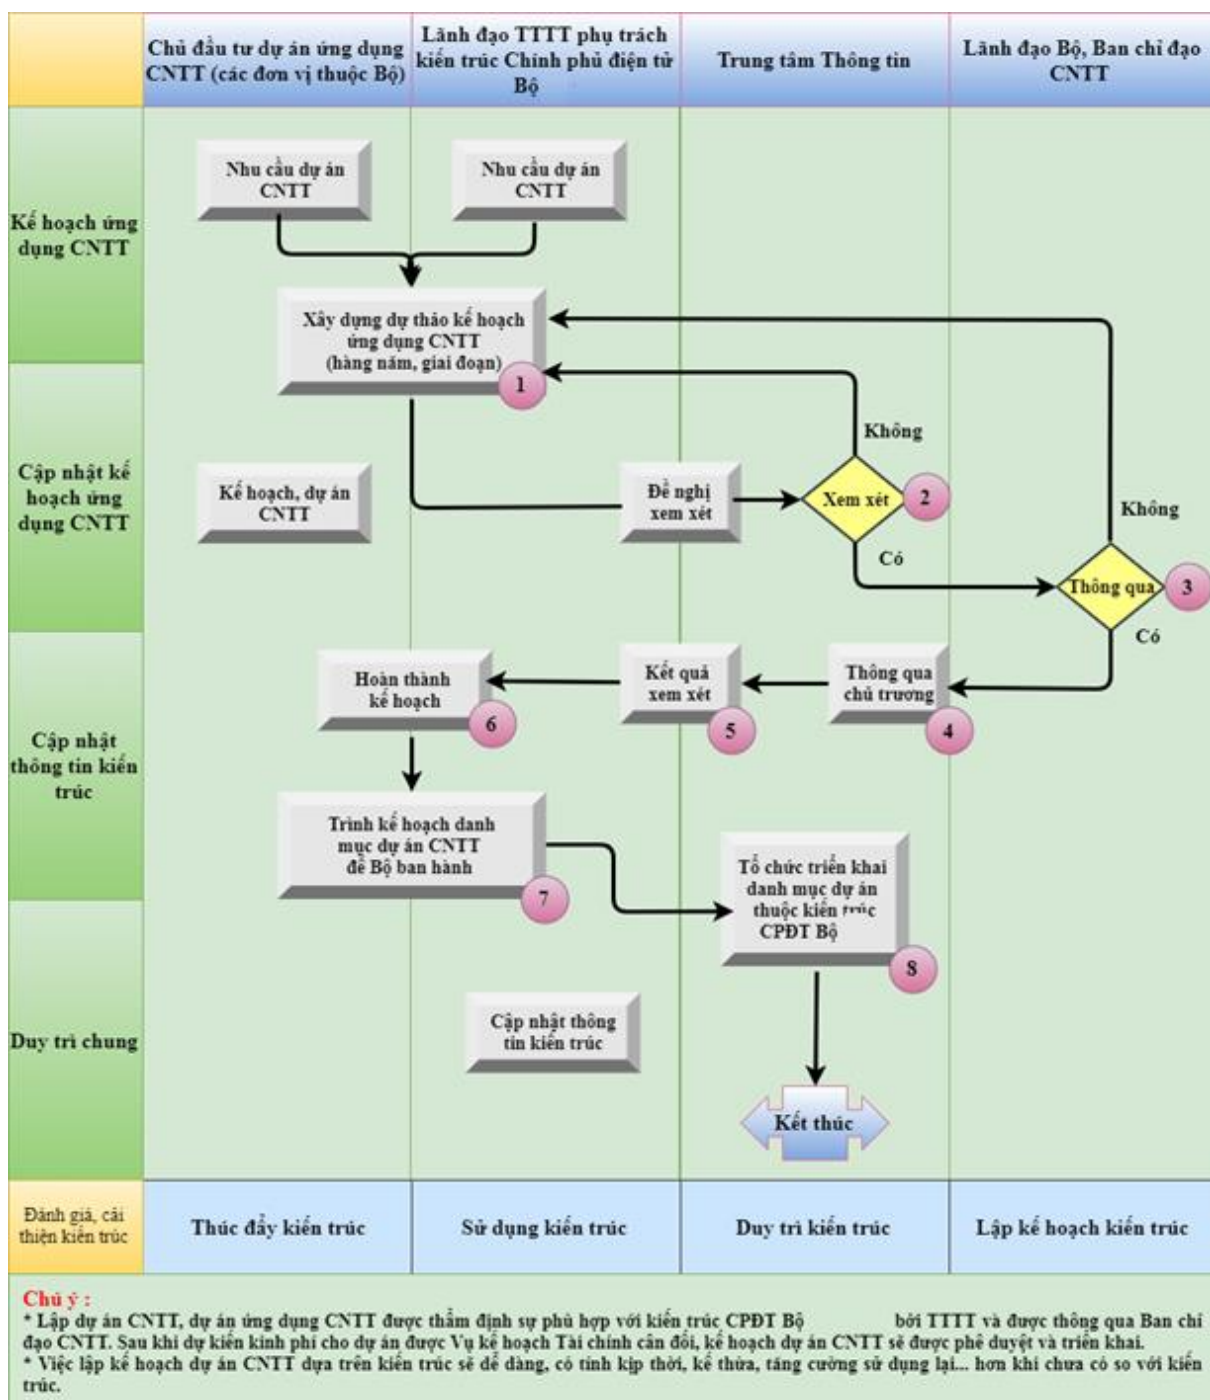 Chủ đầu tư dự án ứng dụng
CNTT (các đơn vị thuộc Bộ)
Lãnh đạo TTTT phụ trách
kiến trúc Chính phủ điện tử
Bộ
Trung tâm Thông tin
Lãnh đạo Bộ, Ban chỉ đạo
CNTT
Kế hoạch ứng
dụng CNTT
Nhu cầu dự án
CNTT
Nhu cầu dự án
CNTT
Xây dựng dự thảo kế hoạch
ứng dụng CNTT
(hàng năm, giai đoạn)
1
Cập nhật kế
hoạch ứng
dụng CNTT
Kế hoạch, dự án
CNTT
Đề nghị
xem xét
Không
Xem xét
2
Có
Không
Thông qua
3
Có
Cập nhật
thông tin kiến
trúc
Hoàn thành
kế hoạch
6
Kết quả
xem xét
5
Thông qua
chủ trương
4
Trình kế hoạch danh
mục dự án CNTT
để Bộ ban hành
7
Tổ chức triển khai
danh mục dự án
thuộc kiến trúc
CPĐT Bộ
8
Duy trì chung
Cập nhật thông
tin kiến trúc
Kết thúc
Đánh giá, cải
thiện kiến trúc
Thúc đẩy kiến trúc
Sử dụng kiến trúc
Duy trì kiến trúc
Lập kế hoạch kiến trúc
Chú ý :
* Lập dự án CNTT, dự án ứng dụng CNTT được thẩm định sự phù hợp với kiến trúc CPĐT Bộ bởi TTTT và được thông qua Ban chỉ
đạo CNTT. Sau khi dự kiến kinh phí cho dự án được Vụ kế hoạch Tài chính cân đối, kế hoạch dự án CNTT sẽ được phê duyệt và triển khai.
* Việc lập kế hoạch dự án CNTT dựa trên kiến trúc sẽ dễ dàng, có tính kịp thời, kế thừa, tăng cường sử dụng lại... hơn khi chưa có so với kiến
trúc.